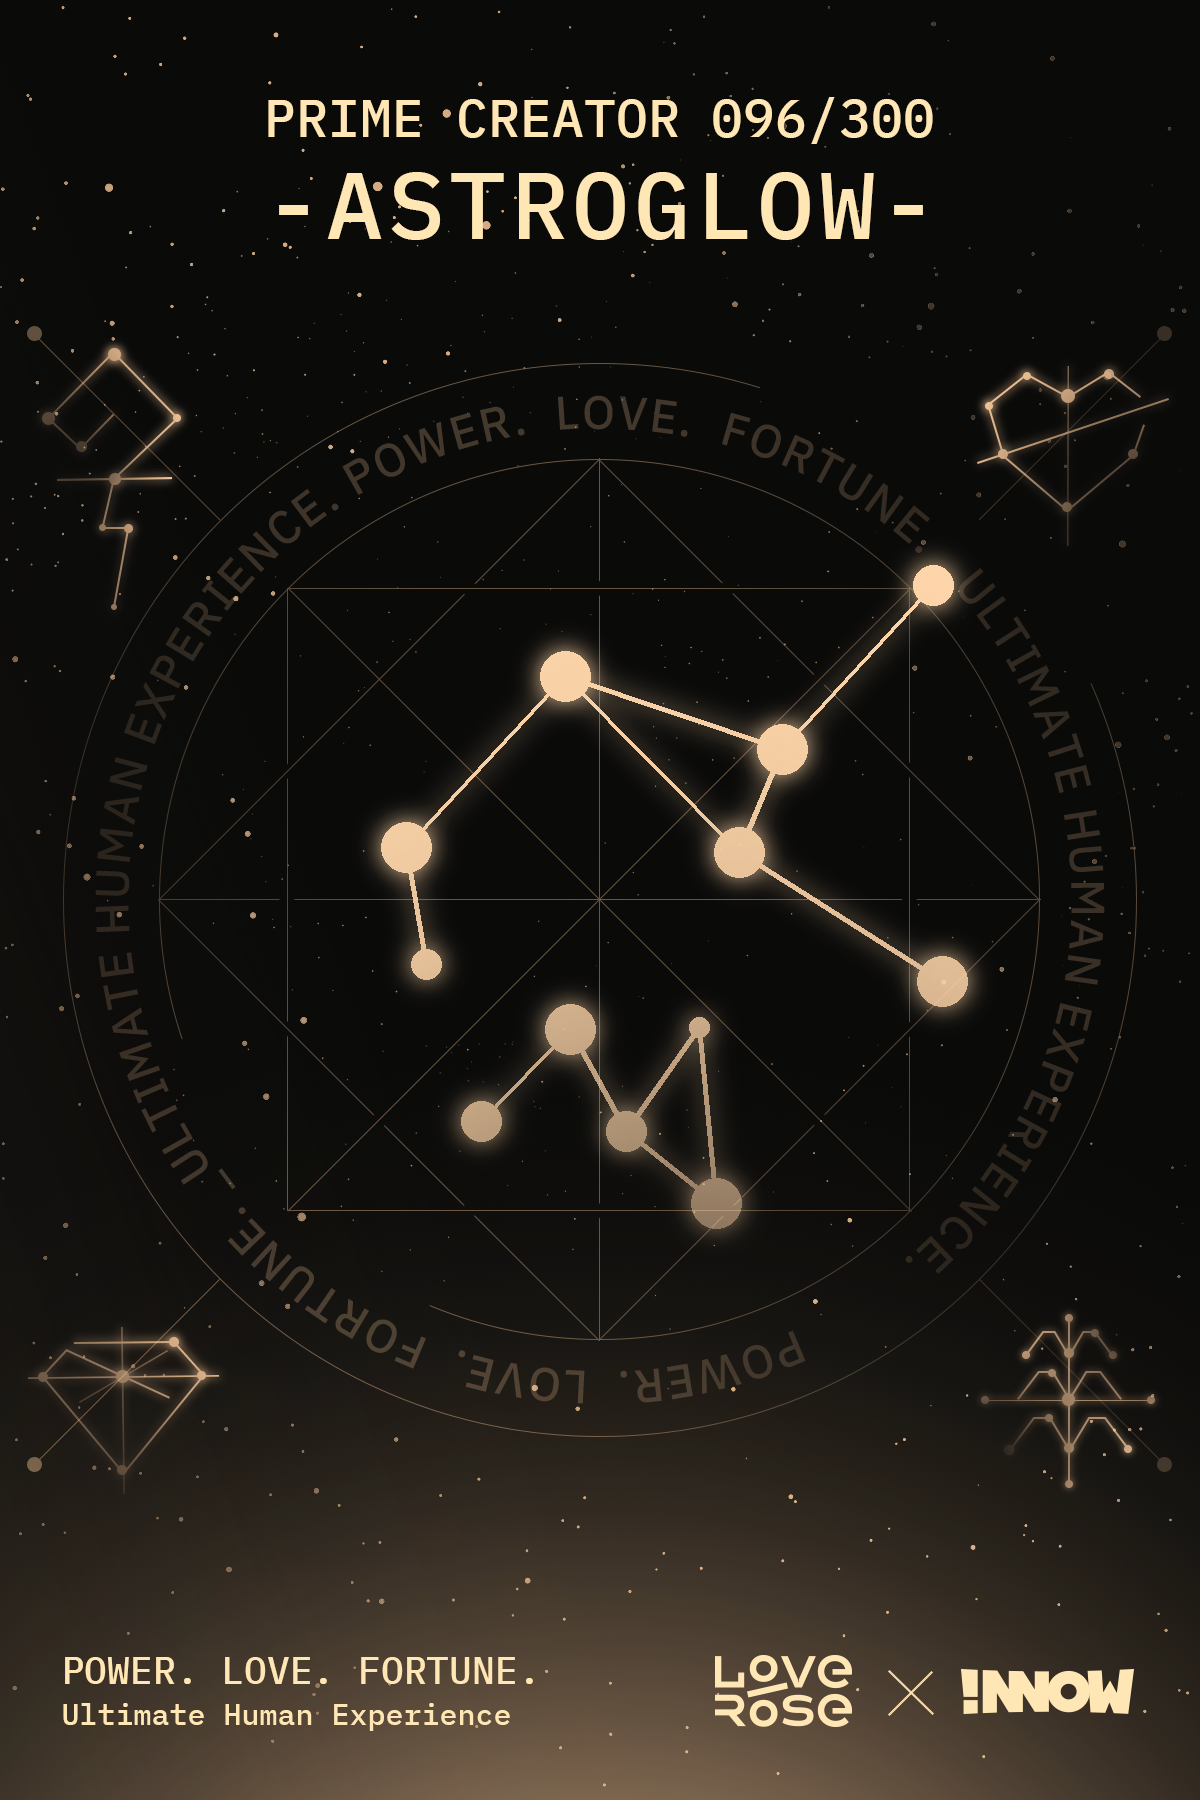 PRIME CREATOR 096/300
-ASTROGLOW-
POWER. LOVE. FORTUNE. ULTIMATE HUMAN EXPERIENCE.
POWER. LOVE. FORTUNE. — ULTIMATE HUMAN EXPERIENCE.
POWER. LOVE. FORTUNE.
Ultimate Human Experience
LOVE
ROSE
!NNOW